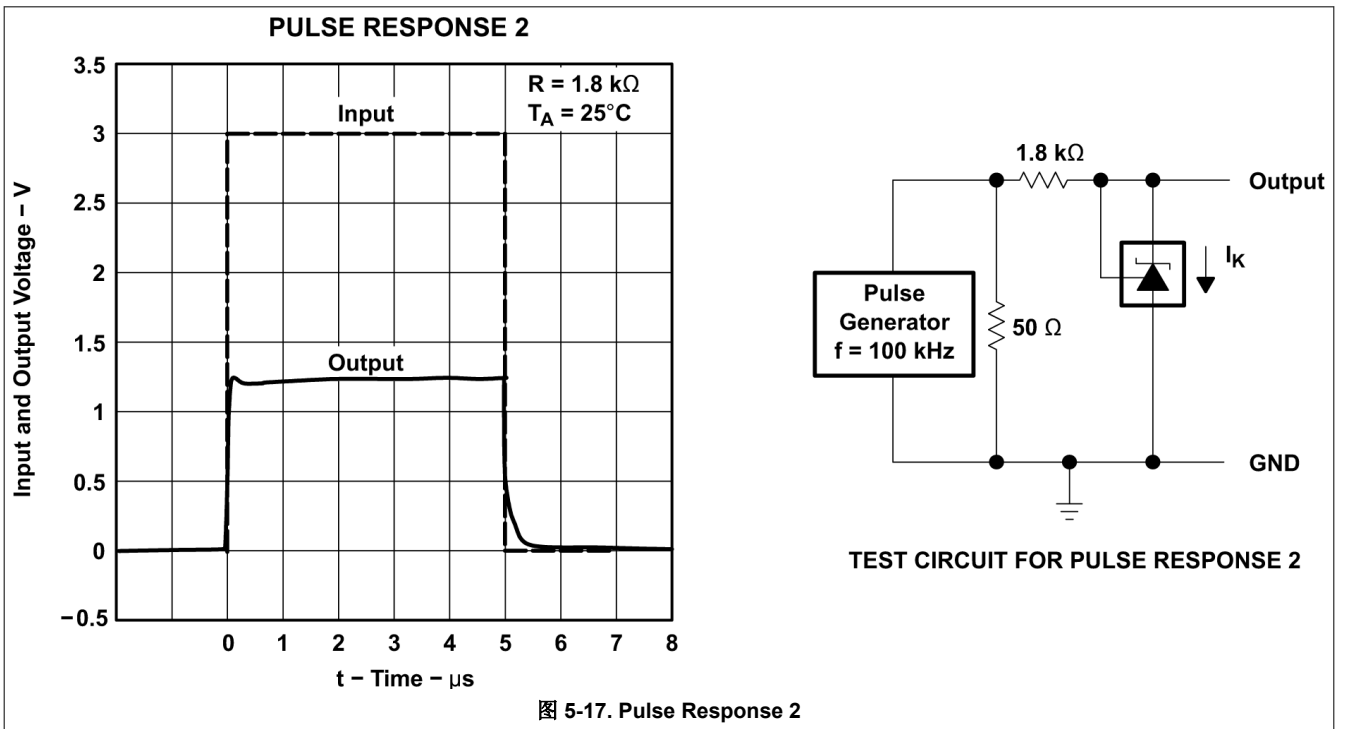 PULSE RESPONSE 2
3.5
3
2.5
2
1.5
1
0.5
0
−0.5
Input and Output Voltage − V
R = 1.8 kΩ
TA = 25°C
Input
Output
0 1 2 3 4 5 6 7 8
t − Time − μs
1.8 kΩ
Output
IK
Pulse
Generator
f = 100 kHz
50 Ω
GND
TEST CIRCUIT FOR PULSE RESPONSE 2
图 5-17. Pulse Response 2